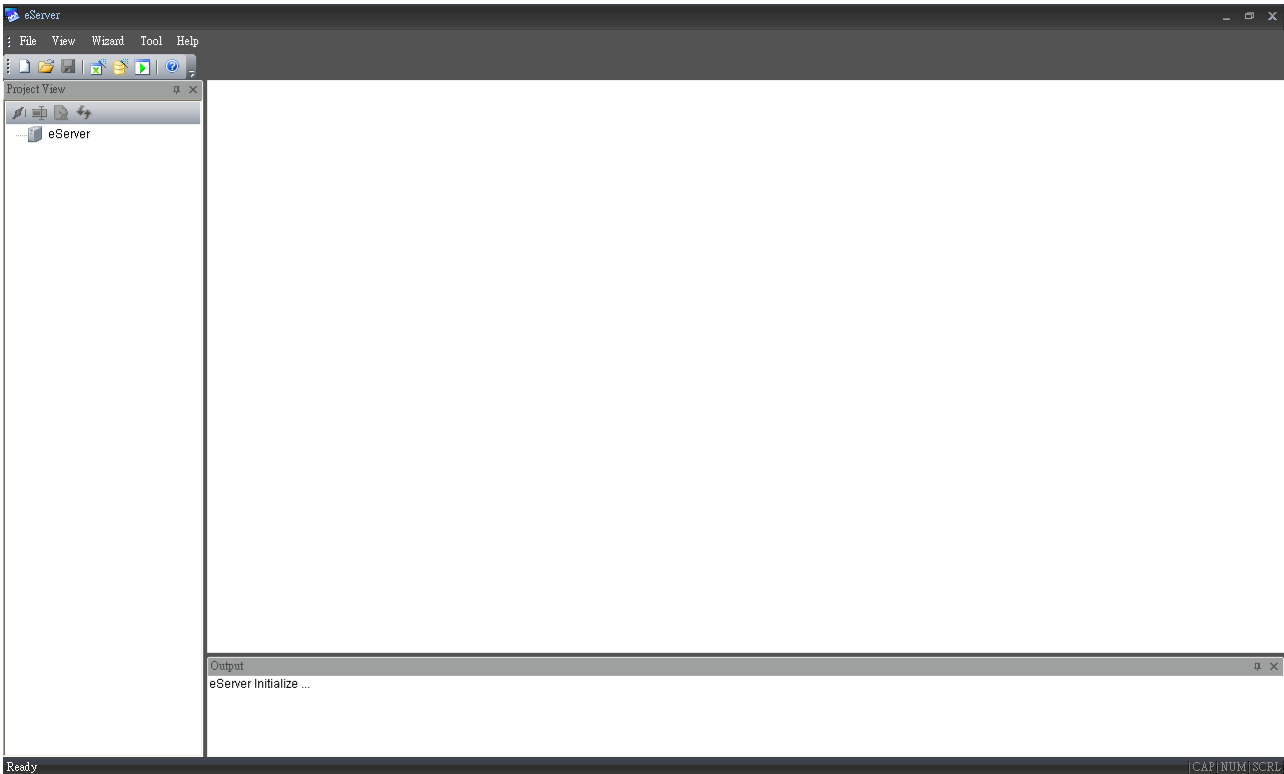 eServer
File View Wizard Tool Help
Project View
eServer
Output
eServer Initialize ...
Ready
CAP NUM SCRL